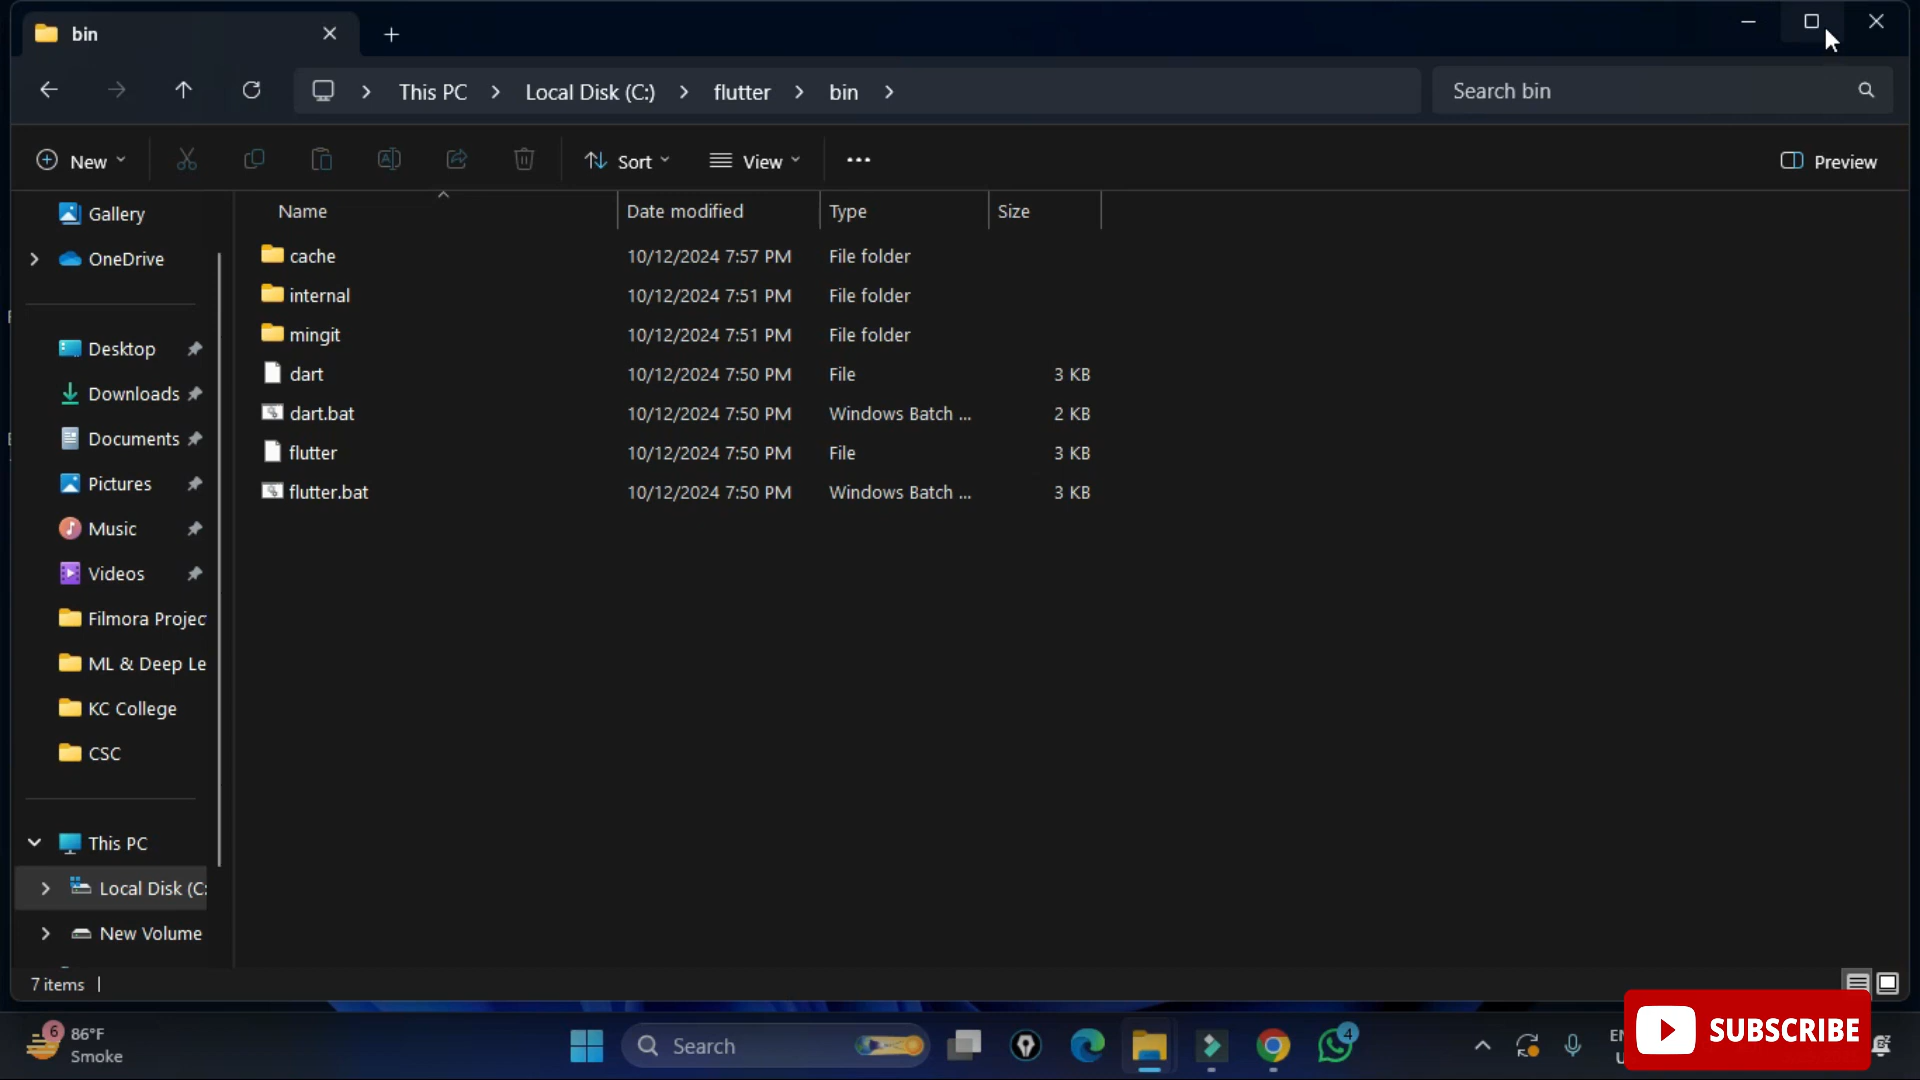 bin
This PC
Local Disk (C:)
flutter
bin
Search bin
New
Sort
View
Preview
Name
Date modified
Type
Size
Gallery
OneDrive
Desktop
Downloads
Documents
Pictures
Music
Videos
Filmora Projec
ML & Deep Le
KC College
CSC
This PC
Local Disk (C:
New Volume
cache 10/12/2024 7:57 PM File folder
internal 10/12/2024 7:51 PM File folder
mingit 10/12/2024 7:51 PM File folder
dart 10/12/2024 7:50 PM File 3 KB
dart.bat 10/12/2024 7:50 PM Windows Batch ... 2 KB
flutter 10/12/2024 7:50 PM File 3 KB
flutter.bat 10/12/2024 7:50 PM Windows Batch ... 3 KB
7 items
6
86°F
Smoke
Search
4
SUBSCRIBE